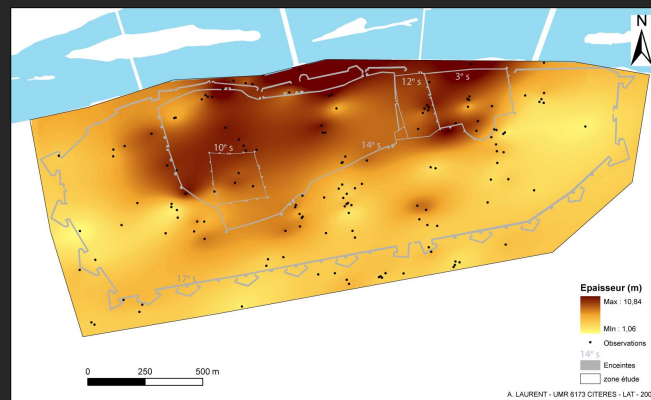 N
12e s
3e s
14e s
10e s
17e s
Epaisseur (m)
Max : 10,84
MIn : 1,06
Observations
14e s
Enceintes
zone étude
0 250 500 m
A. LAURENT - UMR 6173 CITERES - LAT - 200